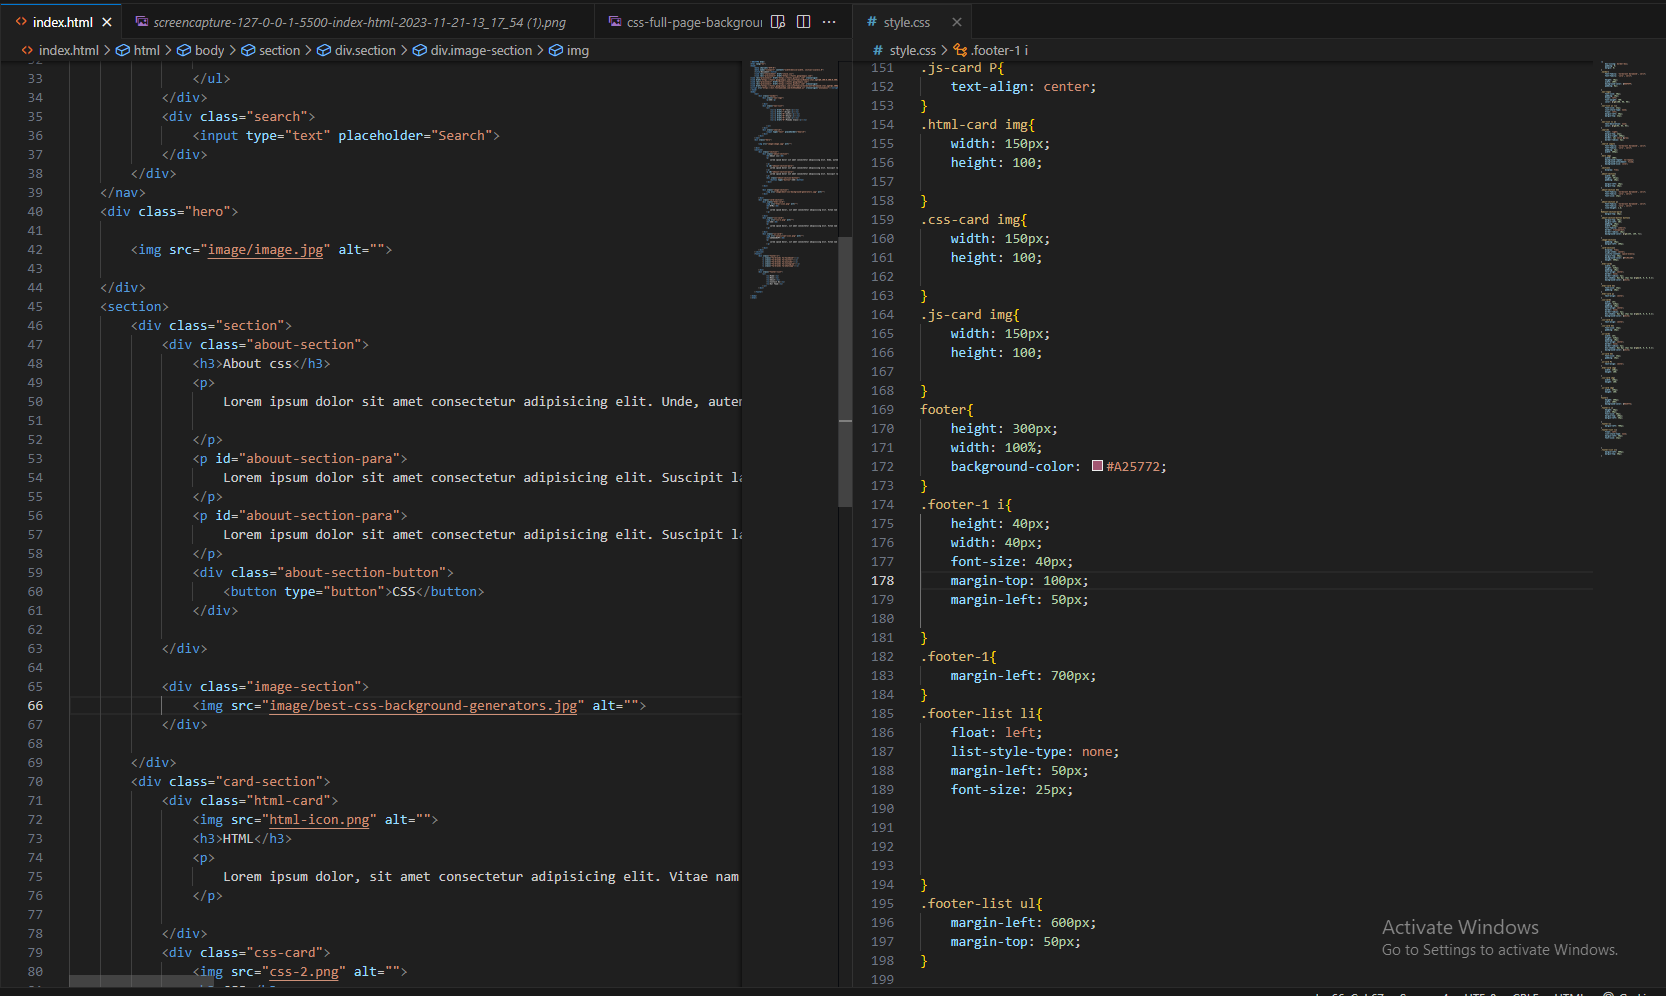 index.html
screencapture-127-0-0-1-5500-index-html-2023-11-21-13_17_54 (1).png
css-full-page-backgrou
index.html > html > body > section > div.section > div.image-section > img
33 </ul>
34 </div>
35 <div class="search">
36 <input type="text" placeholder="Search">
37 </div>
38 </div>
39 </nav>
40 <div class="hero">
41
42 <img src="image/image.jpg" alt="">
43
44 </div>
45 <section>
46 <div class="section">
47 <div class="about-section">
48 <h3>About css</h3>
49 <p>
50 Lorem ipsum dolor sit amet consectetur adipisicing elit. Unde, autem
51
52 </p>
53 <p id="abouut-section-para">
54 Lorem ipsum dolor sit amet consectetur adipisicing elit. Suscipit la
55 </p>
56 <p id="abouut-section-para">
57 Lorem ipsum dolor sit amet consectetur adipisicing elit. Suscipit la
58 </p>
59 <div class="about-section-button">
60 <button type="button">CSS</button>
61 </div>
62
63 </div>
64
65 <div class="image-section">
66 <img src="image/best-css-background-generators.jpg" alt="">
67 </div>
68
69 </div>
70 <div class="card-section">
71 <div class="html-card">
72 <img src="html-icon.png" alt="">
73 <h3>HTML</h3>
74 <p>
75 Lorem ipsum dolor, sit amet consectetur adipisicing elit. Vitae nam
76 </p>
77
78 </div>
79 <div class="css-card">
80 <img src="css-2.png" alt="">
# style.css
# style.css > .footer-1 i
151 .js-card P{
152 text-align: center;
153 }
154 .html-card img{
155 width: 150px;
156 height: 100;
157
158 }
159 .css-card img{
160 width: 150px;
161 height: 100;
162
163 }
164 .js-card img{
165 width: 150px;
166 height: 100;
167
168 }
169 footer{
170 height: 300px;
171 width: 100%;
172 background-color: #A25772;
173 }
174 .footer-1 i{
175 height: 40px;
176 width: 40px;
177 font-size: 40px;
178 margin-top: 100px;
179 margin-left: 50px;
180
181 }
182 .footer-1{
183 margin-left: 700px;
184 }
185 .footer-list li{
186 float: left;
187 list-style-type: none;
188 margin-left: 50px;
189 font-size: 25px;
190
191
192
193
194 }
195 .footer-list ul{
196 margin-left: 600px;
197 margin-top: 50px;
198 }
199
Activate Windows
Go to Settings to activate Windows.